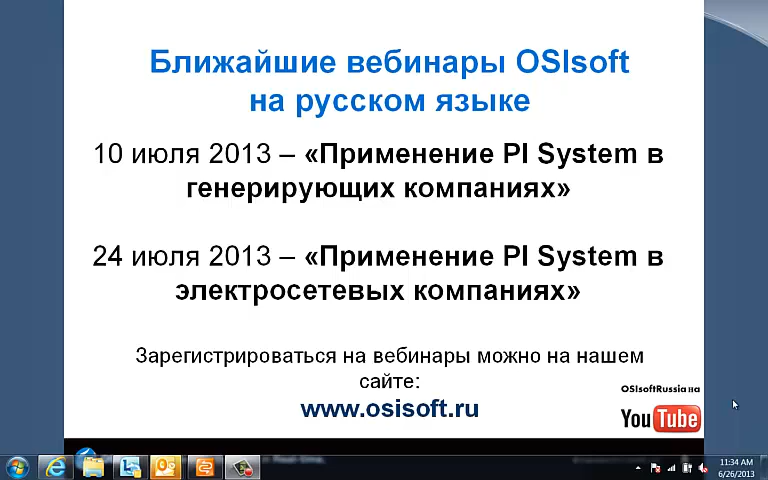 Ближайшие вебинары OSIsoft
на русском языке
10 июля 2013 – «Применение PI System в
генерирующих компаниях»
24 июля 2013 – «Применение PI System в
электросетевых компаниях»
Зарегистрироваться на вебинары можно на нашем
сайте:
www.osisoft.ru
OSIsoftRussia на
YouTube
11:34 AM
6/26/2013